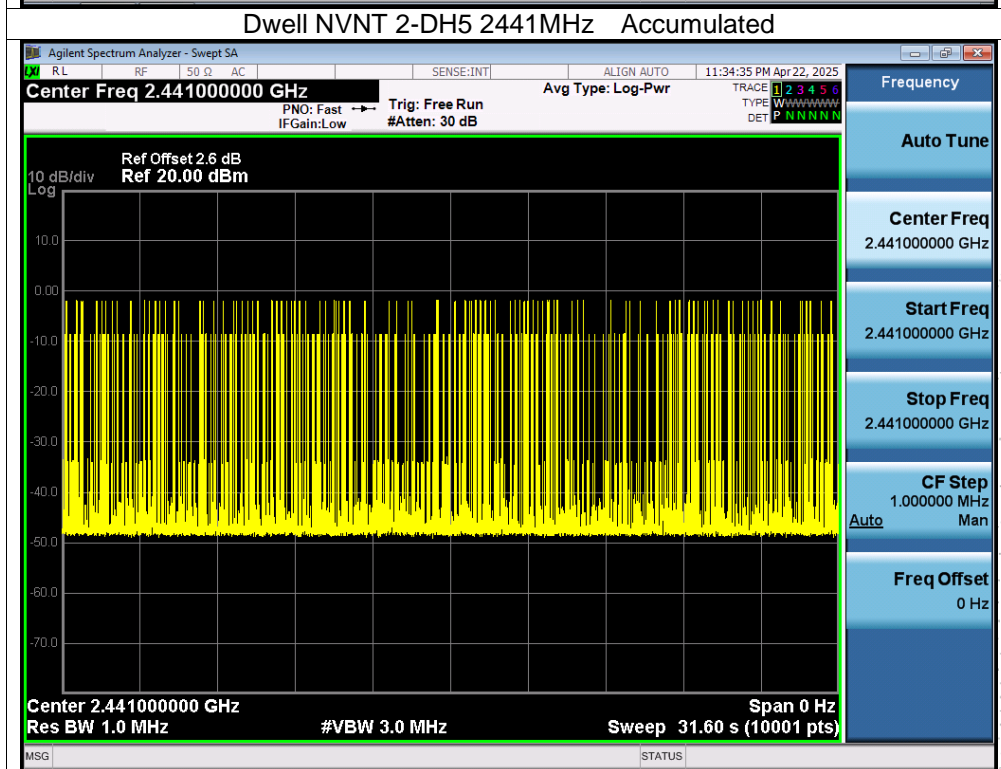 Dwell NVNT 2-DH5 2441MHz Accumulated
Agilent Spectrum Analyzer - Swept SA
LXI RL RF 50 Ω AC SENSE:INT ALIGN AUTO 11:34:35 PM Apr 22, 2025
Center Freq 2.441000000 GHz
PNO: Fast
IFGain:Low
Trig: Free Run
#Atten: 30 dB
Avg Type: Log-Pwr
TRACE 1 2 3 4 5 6
TYPE WWWWWWW
DET P N N N N N
Ref Offset 2.6 dB
10 dB/div Ref 20.00 dBm
Log
10.0
0.00
-10.0
-20.0
-30.0
-40.0
-50.0
-60.0
-70.0
Center 2.441000000 GHz Span 0 Hz
Res BW 1.0 MHz #VBW 3.0 MHz Sweep 31.60 s (10001 pts)
MSG STATUS
Frequency
Auto Tune
Center Freq
2.441000000 GHz
Start Freq
2.441000000 GHz
Stop Freq
2.441000000 GHz
CF Step
1.000000 MHz
Auto Man
Freq Offset
0 Hz